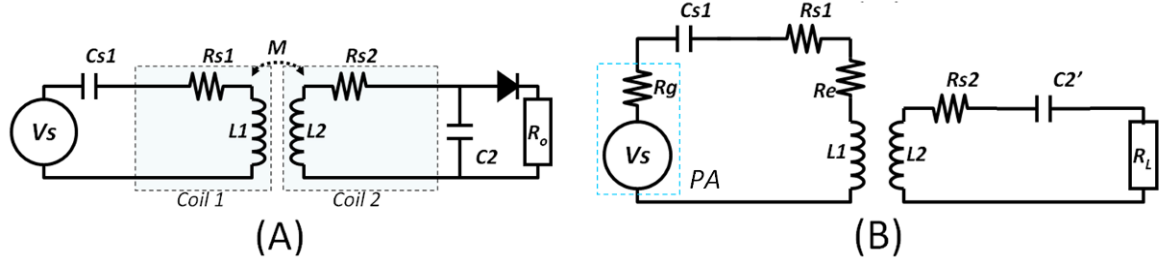 Cs1
Rs1
M
Rs2
Vs
L1
L2
C2
Ro
Coil 1
Coil 2
(A)
Cs1
Rs1
Rg
Re
Vs
PA
L1
L2
Rs2
C2'
RL
(B)